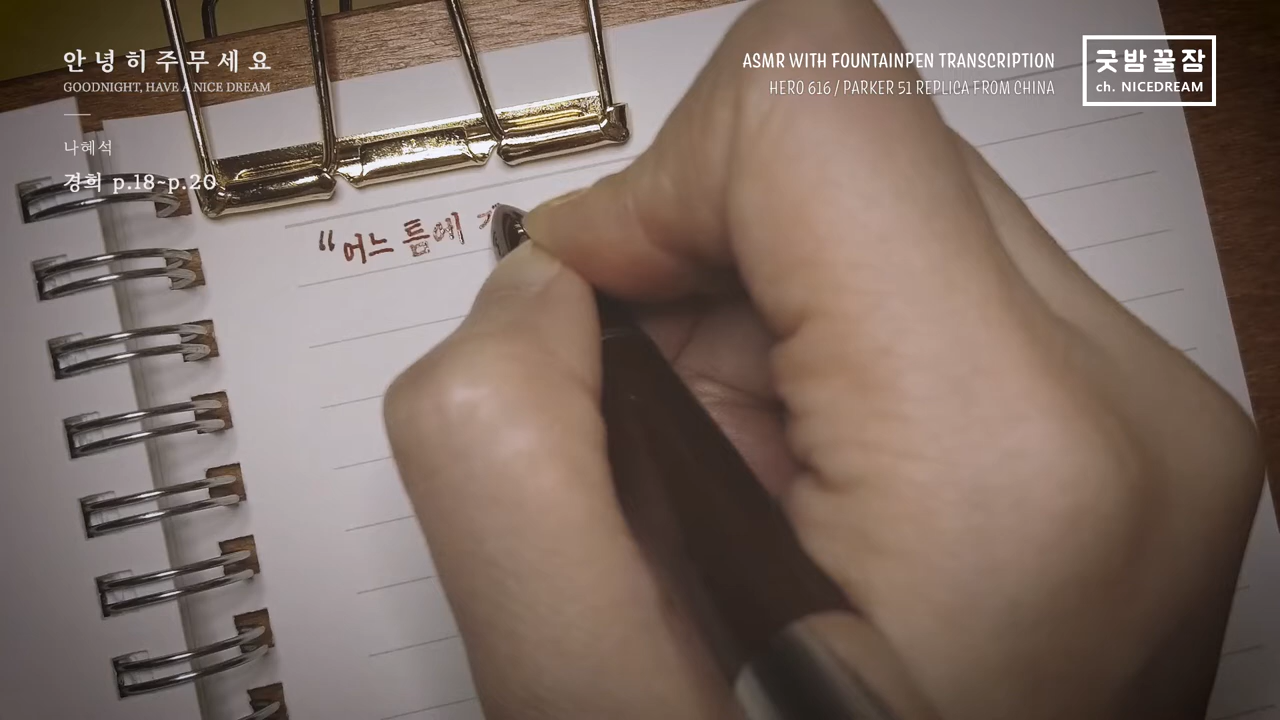 안녕히주무세요
GOODNIGHT, HAVE A NICE DREAM
나혜석
경희 p.18~p.20
ASMR WITH FOUNTAINPEN TRANSCRIPTION
HERO 616 / PARKER 51 REPLICA FROM CHINA
굿밤꿀잠
ch. NICEDREAM
“어느 틈에